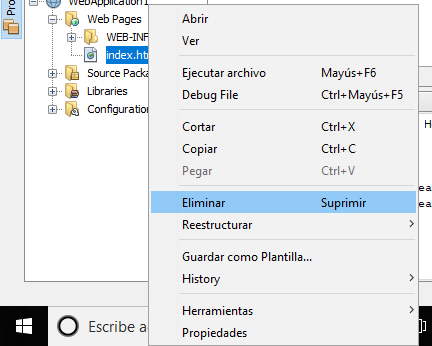 WebApplication1
Web Pages
WEB-INF
index.htm
Source Packa
Libraries
Configuration
Abrir
Ver
Ejecutar archivo Mayús+F6
Debug File Ctrl+Mayús+F5
Cortar Ctrl+X
Copiar Ctrl+C
Pegar Ctrl+V
Eliminar Suprimir
Reestructurar
Guardar como Plantilla...
History
Herramientas
Propiedades
Escribe a